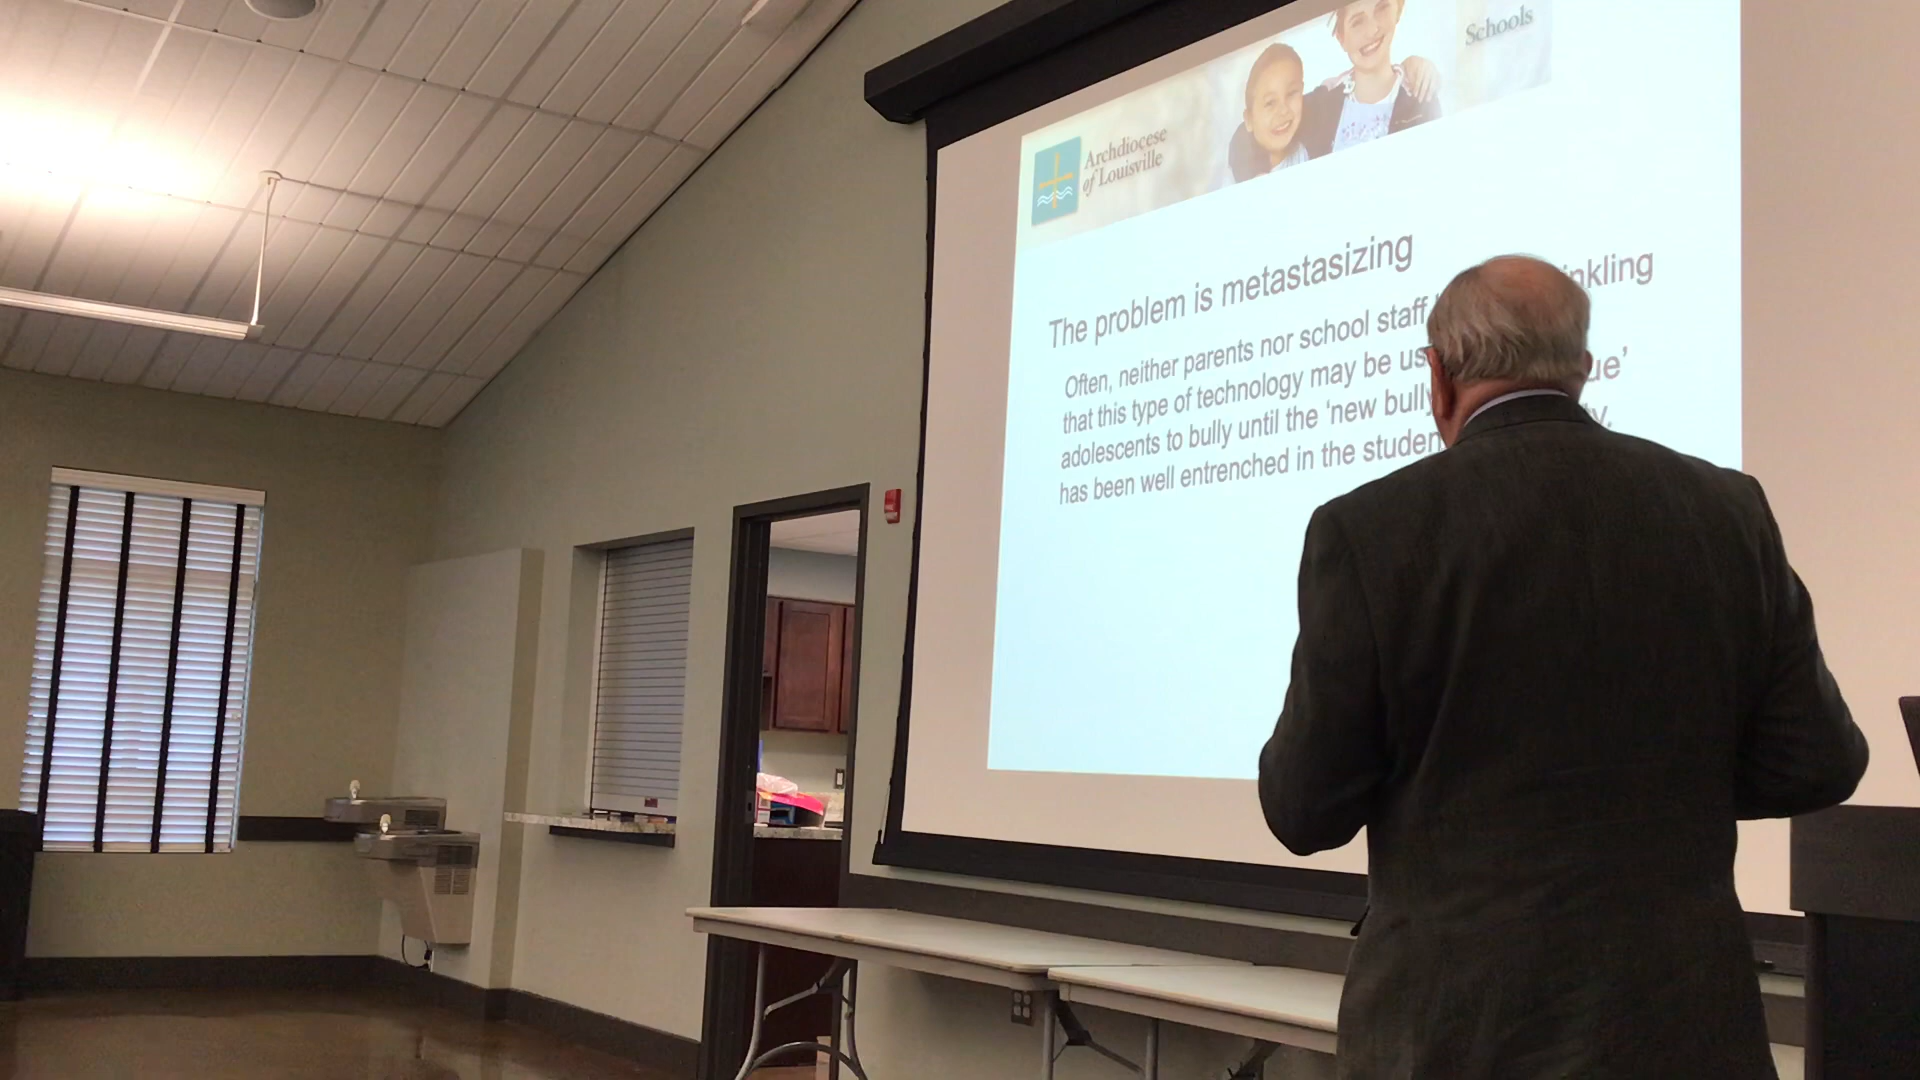 Schools
Archdiocese
of Louisville
The problem is metastasizing
Often, neither parents nor school staff inkling
that this type of technology may be us
adolescents to bully until the ‘new bully ue’
has been well entrenched in the studen y.